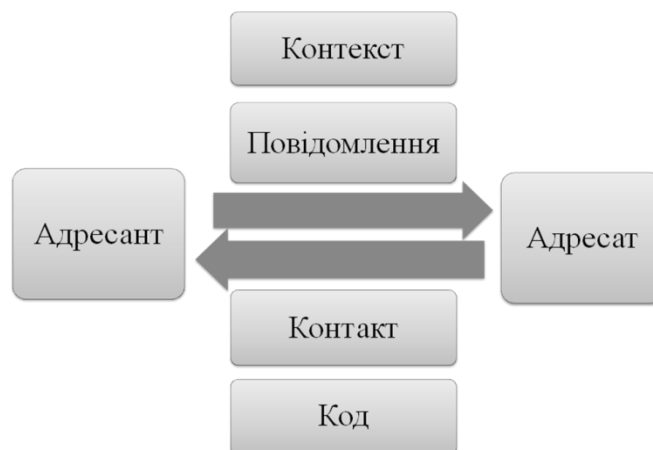 Контекст
Повідомлення
Адресант
Адресат
Контакт
Код